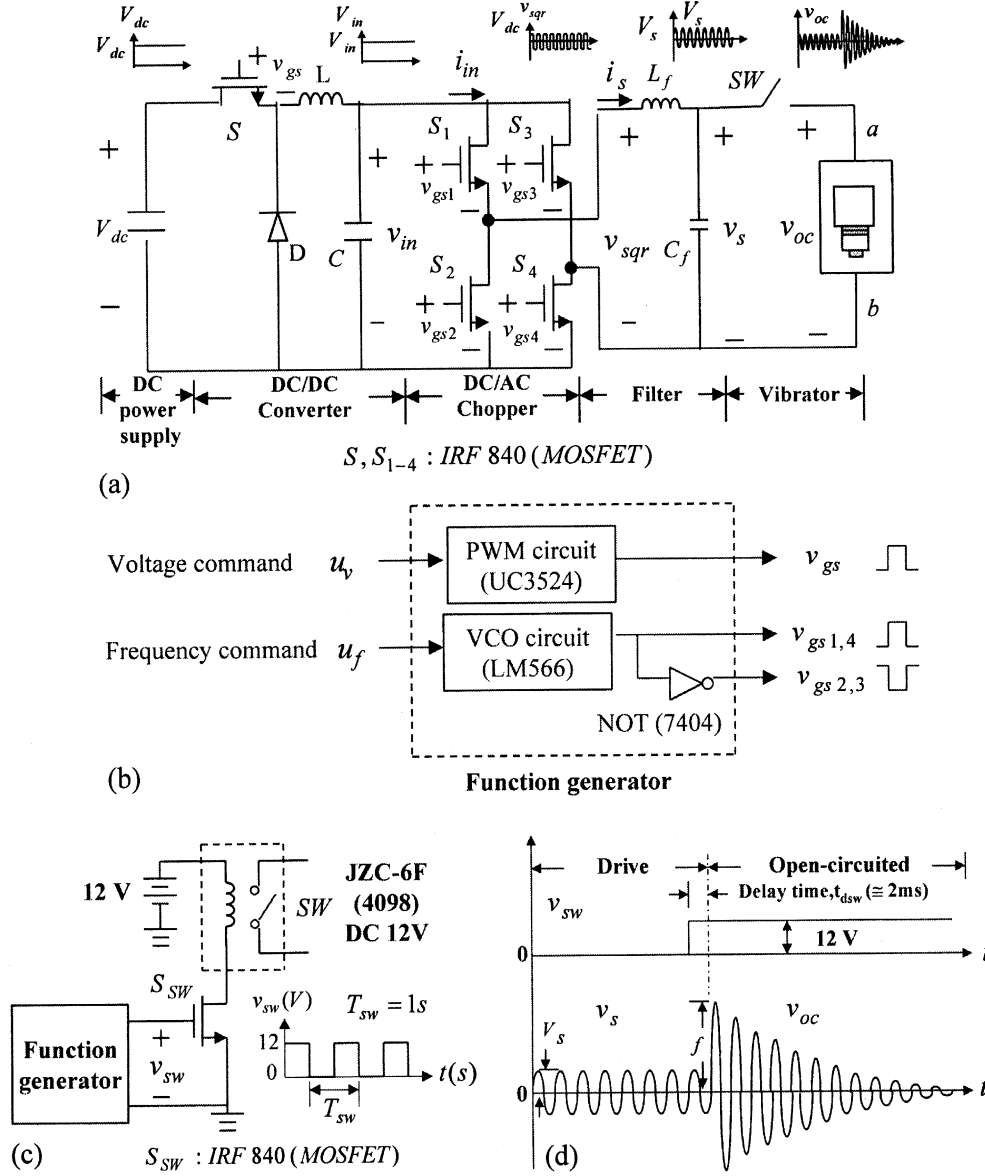 V_dc V_in v_sqr V_s v_oc
V_dc V_in V_dc V_s
v_gs L i_in i_s L_f SW
S S_1 S_3 a
v_gs1 v_gs3
V_dc D C v_in v_sqr C_f v_s v_oc
S_2 S_4
v_gs2 v_gs4 b
DC power supply
DC/DC Converter
DC/AC Chopper
Filter
Vibrator
S, S_1-4 : IRF 840 (MOSFET)
(a)
Voltage command u_v
PWM circuit
(UC3524)
v_gs
Frequency command u_f
VCO circuit
(LM566)
v_gs1,4
v_gs2,3
NOT (7404)
(b)
Function generator
12 V
SW
JZC-6F
(4098)
DC 12V
S_SW
Function
generator
+
v_sw
−
v_sw(V)
T_sw = 1s
12
0
t(s)
T_sw
(c)
S_SW : IRF 840 (MOSFET)
Drive Open-circuited
Delay time,t_dsw (≅ 2ms)
v_sw
12 V
0 t
V_s v_s f v_oc
0 t
(d)